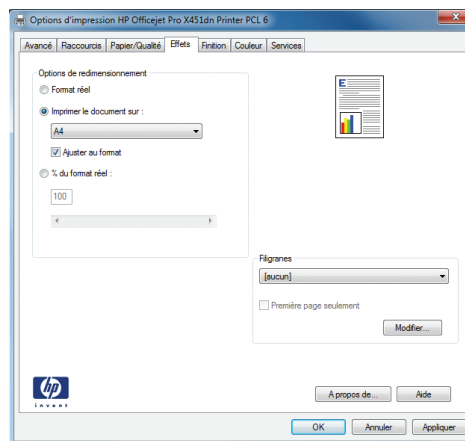 Options d'impression HP Officejet Pro X451dn Printer PCL 6
Avancé Raccourcis Papier/Qualité Effets Finition Couleur Services
Options de redimensionnement
Format réel
Imprimer le document sur :
A4
Ajuster au format
% du format réel :
100
E
Filigranes
[aucun]
Première page seulement
Modifier...
hp
invent
A propos de... Aide
OK Annuler Appliquer